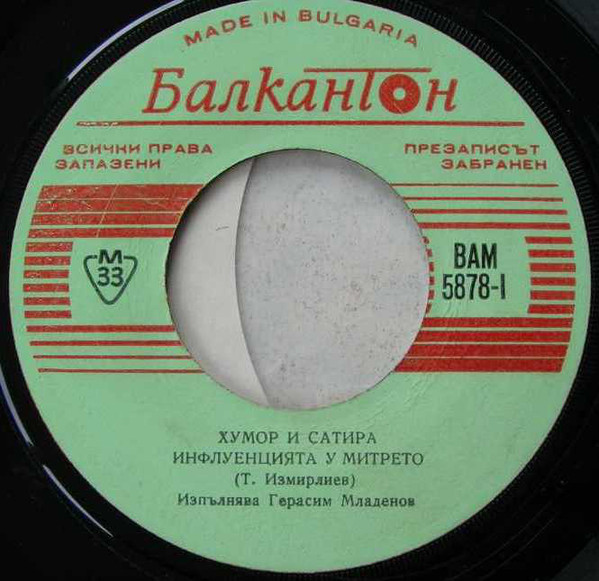 MADE IN BULGARIA
Балкантон
ВСИЧКИ ПРАВА
ЗАПАЗЕНИ
ПРЕЗАПИСЪТ
ЗАБРАНЕН
М
33
ВАМ
5878-I
ХУМОР И САТИРА
ИНФЛУЕНЦИЯТА У МИТРЕТО
(Т. Измирлиев)
Изпълнява Герасим Младенов